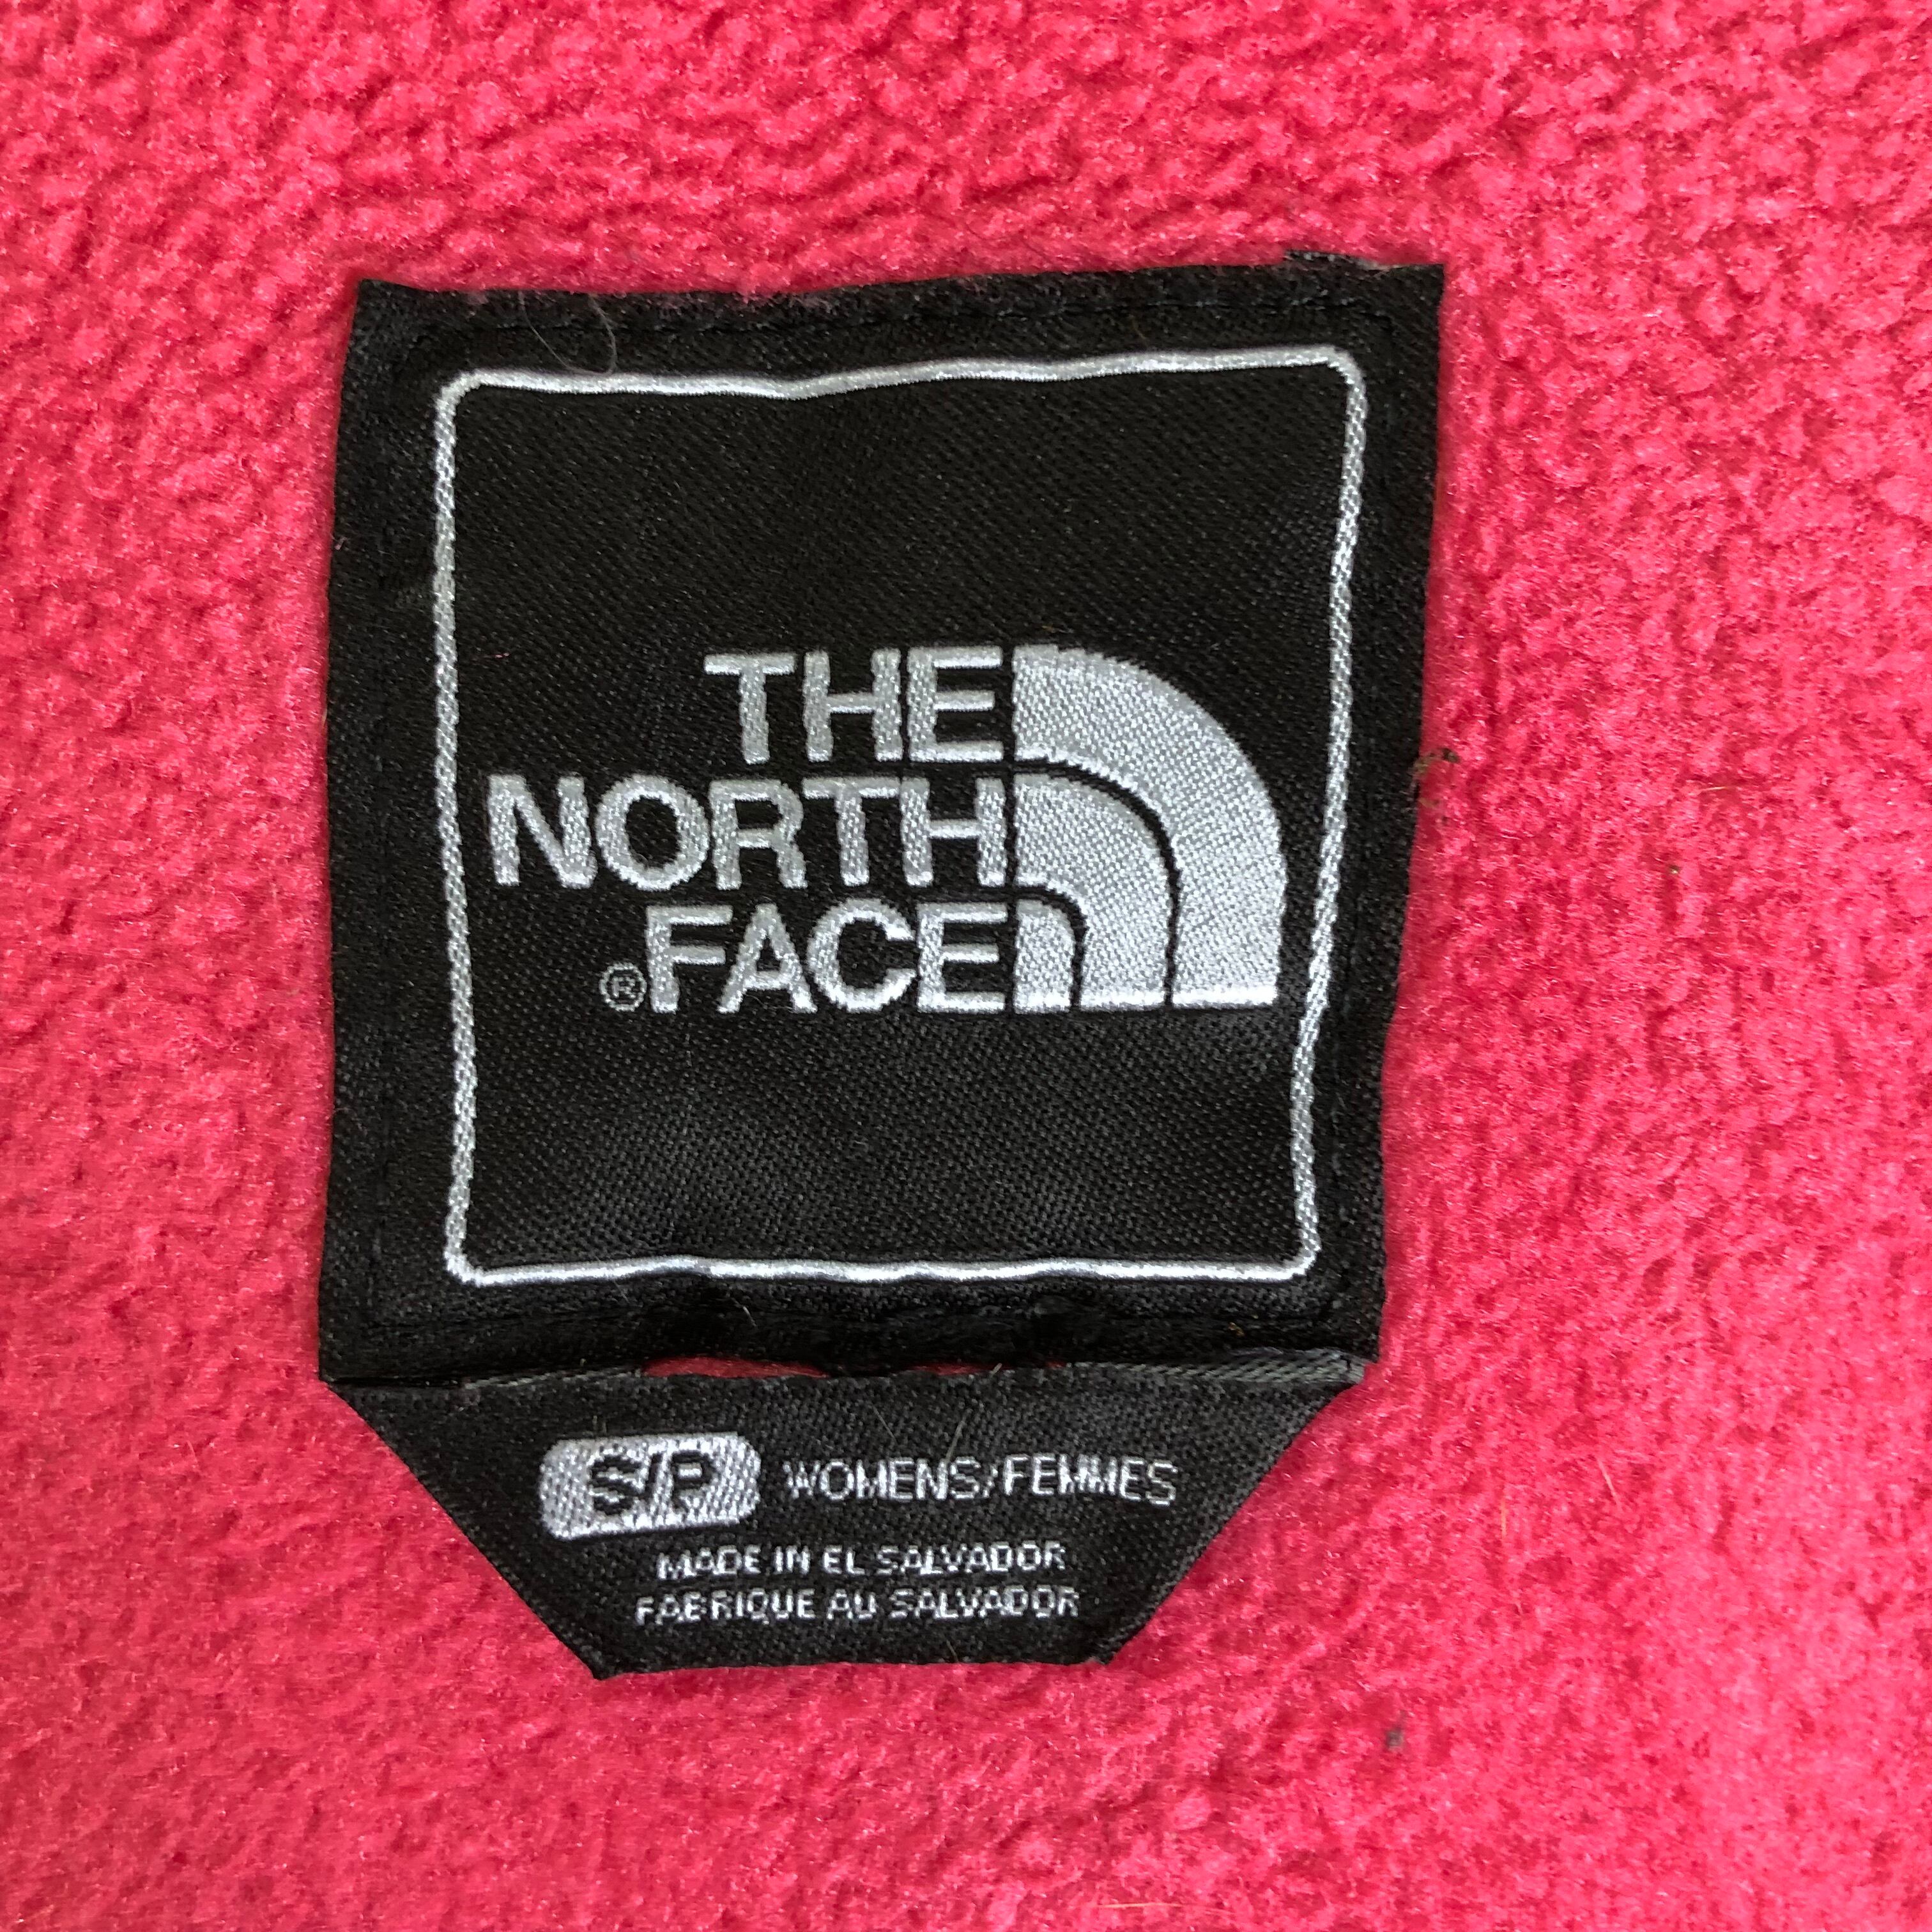 THE
NORTH
® FACE
S/P WOMENS/FEMMES
MADE IN EL SALVADOR
FABRIQUE AU SALVADOR